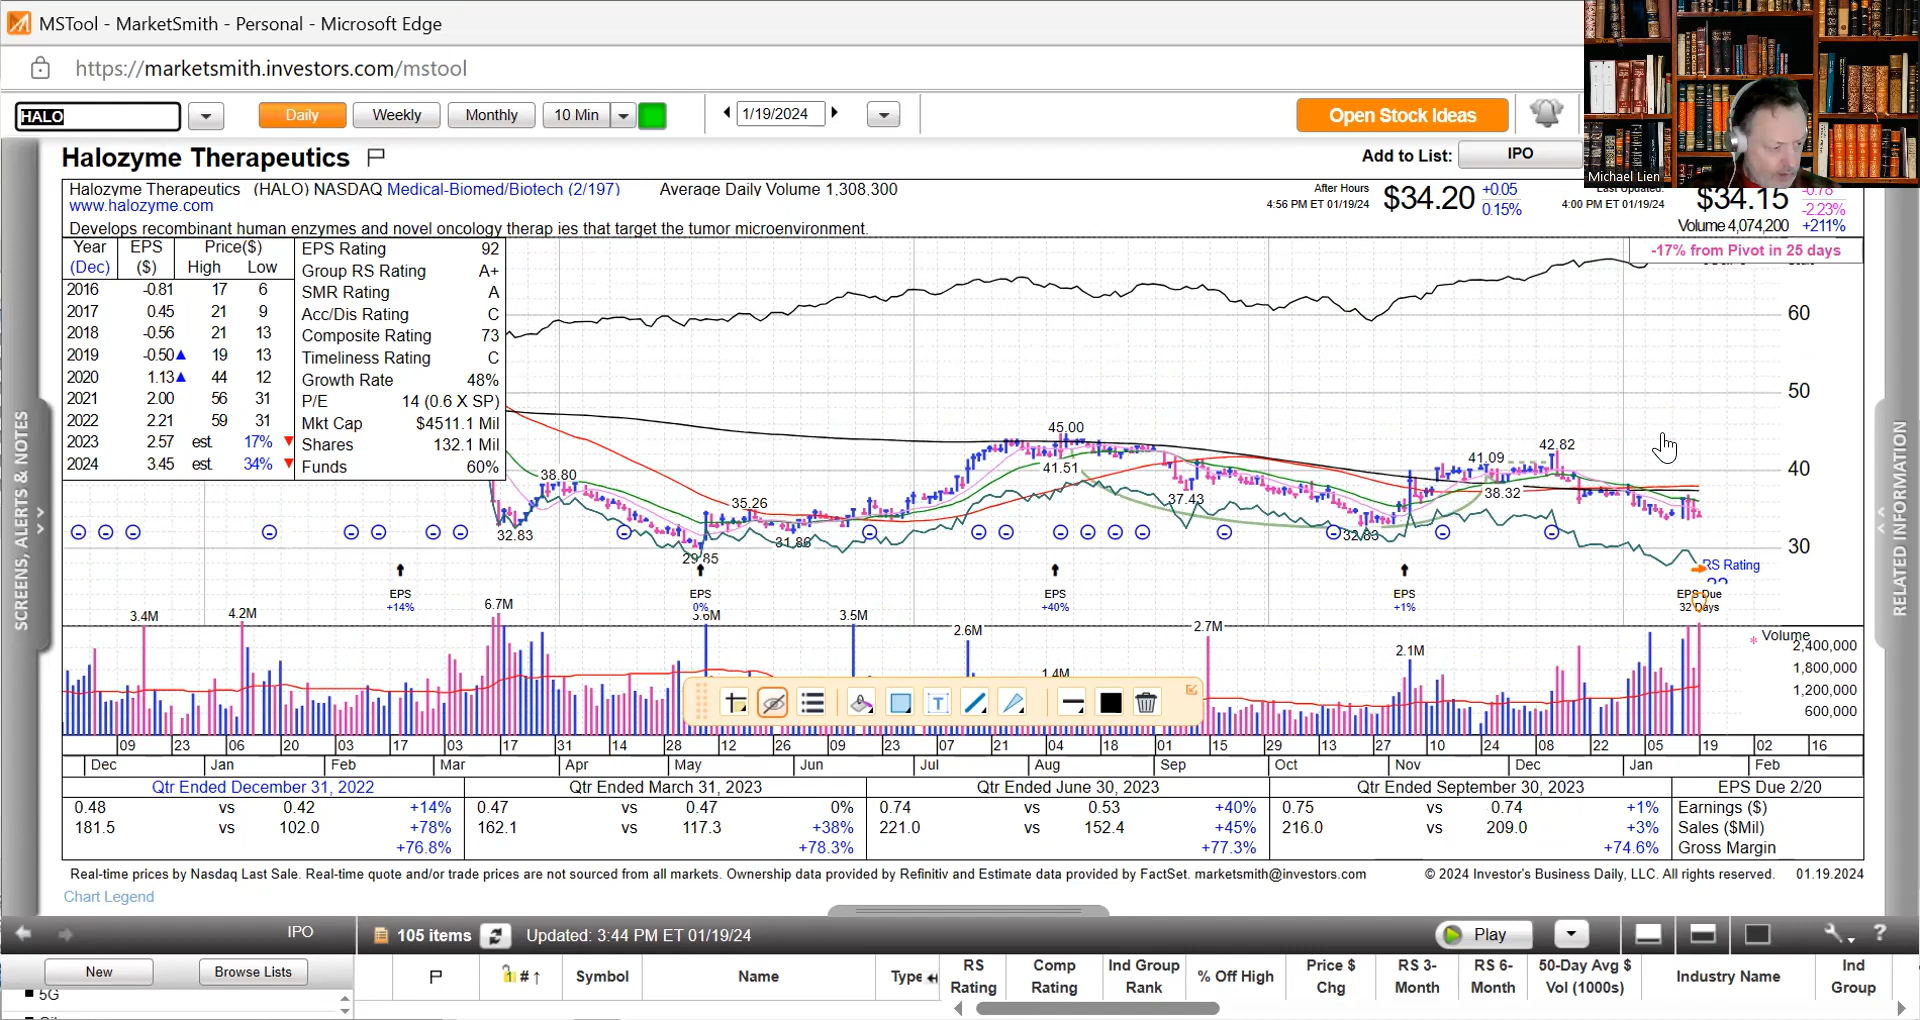 MSTool - MarketSmith - Personal - Microsoft Edge
https://marketsmith.investors.com/mstool
HALO
Daily
Weekly
Monthly
10 Min
1/19/2024
Open Stock Ideas
Halozyme Therapeutics
Add to List:
IPO
Michael Lien
Halozyme Therapeutics (HALO) NASDAQ Medical-Biomed/Biotech (2/197) Average Daily Volume 1,308,300
www.halozyme.com
Develops recombinant human enzymes and novel oncology therap ies that target the tumor microenvironment.
After Hours
4:56 PM ET 01/19/24
$34.20
+0.05
0.15%
Last Updated:
4:00 PM ET 01/19/24
$34.15
-0.78
-2.23%
Volume 4,074,200 +211%
-17% from Pivot in 25 days
Year EPS Price($)
(Dec) ($) High Low
2016 -0.81 17 6
2017 0.45 21 9
2018 -0.56 21 13
2019 -0.50 19 13
2020 1.13 44 12
2021 2.00 56 31
2022 2.21 59 31
2023 2.57 est. 17%
2024 3.45 est. 34%
EPS Rating 92
Group RS Rating A+
SMR Rating A
Acc/Dis Rating C
Composite Rating 73
Timeliness Rating C
Growth Rate 48%
P/E 14 (0.6 X SP)
Mkt Cap $4511.1 Mil
Shares 132.1 Mil
Funds 60%
60
50
40
30
45.00
42.82
41.51
41.09
38.80
38.32
37.43
35.26
32.83
31.86
32.83
29.85
RS Rating
EPS
+14%
EPS
0%
EPS
+40%
EPS
+1%
EPS Due
32 Days
3.4M
4.2M
6.7M
3.6M
3.5M
2.6M
1.4M
2.7M
2.1M
Volume
2,400,000
1,800,000
1,200,000
600,000
T
09 23 06 20 03 17 03 17 31 14 28 12 26 09 23 07 21 04 18 01 15 29 13 27 10 24 08 22 05 19 02 16
Dec Jan Feb Mar Apr May Jun Jul Aug Sep Oct Nov Dec Jan Feb
Qtr Ended December 31, 2022 Qtr Ended March 31, 2023 Qtr Ended June 30, 2023 Qtr Ended September 30, 2023 EPS Due 2/20
0.48 vs 0.42 +14% 0.47 vs 0.47 0% 0.74 vs 0.53 +40% 0.75 vs 0.74 +1% Earnings ($)
181.5 vs 102.0 +78% 162.1 vs 117.3 +38% 221.0 vs 152.4 +45% 216.0 vs 209.0 +3% Sales ($Mil)
+76.8% +78.3% +77.3% +74.6% Gross Margin
Real-time prices by Nasdaq Last Sale. Real-time quote and/or trade prices are not sourced from all markets. Ownership data provided by Refinitiv and Estimate data provided by FactSet. marketsmith@investors.com © 2024 Investor's Business Daily, LLC. All rights reserved. 01.19.2024
Chart Legend
SCREENS, ALERTS & NOTES
RELATED INFORMATION
IPO
105 items
Updated: 3:44 PM ET 01/19/24
Play
?
New
Browse Lists
5G
# Symbol Name Type RS Rating Comp Rating Ind Group Rank % Off High Price $ Chg RS 3-Month RS 6-Month 50-Day Avg $ Vol (1000s) Industry Name Ind Group